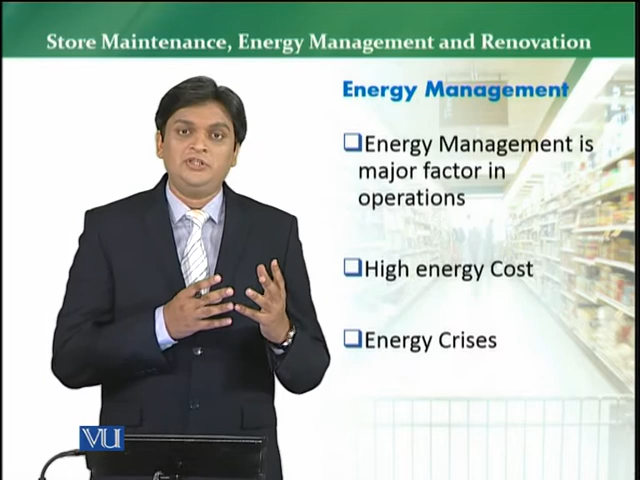 Store Maintenance, Energy Management and Renovation
Energy Management
Energy Management is
major factor in
operations
High energy Cost
Energy Crises
VU